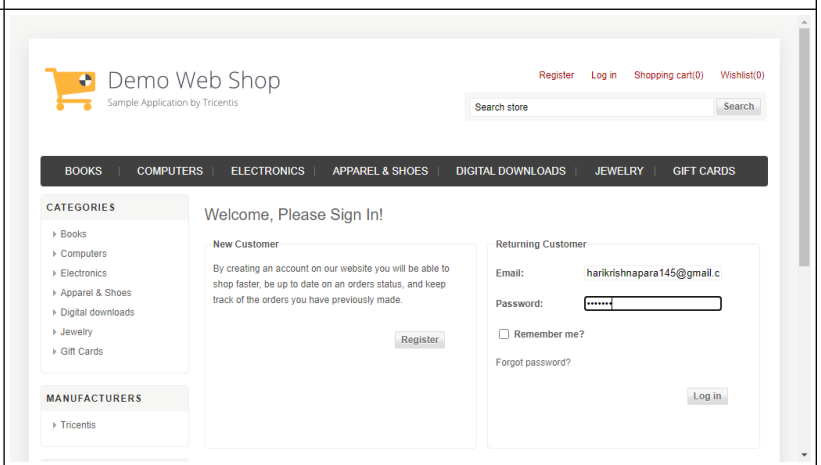 Demo Web Shop
Sample Application by Tricentis
Register Log in Shopping cart(0) Wishlist(0)
Search store Search
BOOKS COMPUTERS ELECTRONICS APPAREL & SHOES DIGITAL DOWNLOADS JEWELRY GIFT CARDS
CATEGORIES
Books
Computers
Electronics
Apparel & Shoes
Digital downloads
Jewelry
Gift Cards
MANUFACTURERS
Tricentis
Welcome, Please Sign In!
New Customer
By creating an account on our website you will be able to
shop faster, be up to date on an orders status, and keep
track of the orders you have previously made.
Register
Returning Customer
Email: harikrishnapara145@gmail.c
Password: •••••••
Remember me?
Forgot password?
Log in